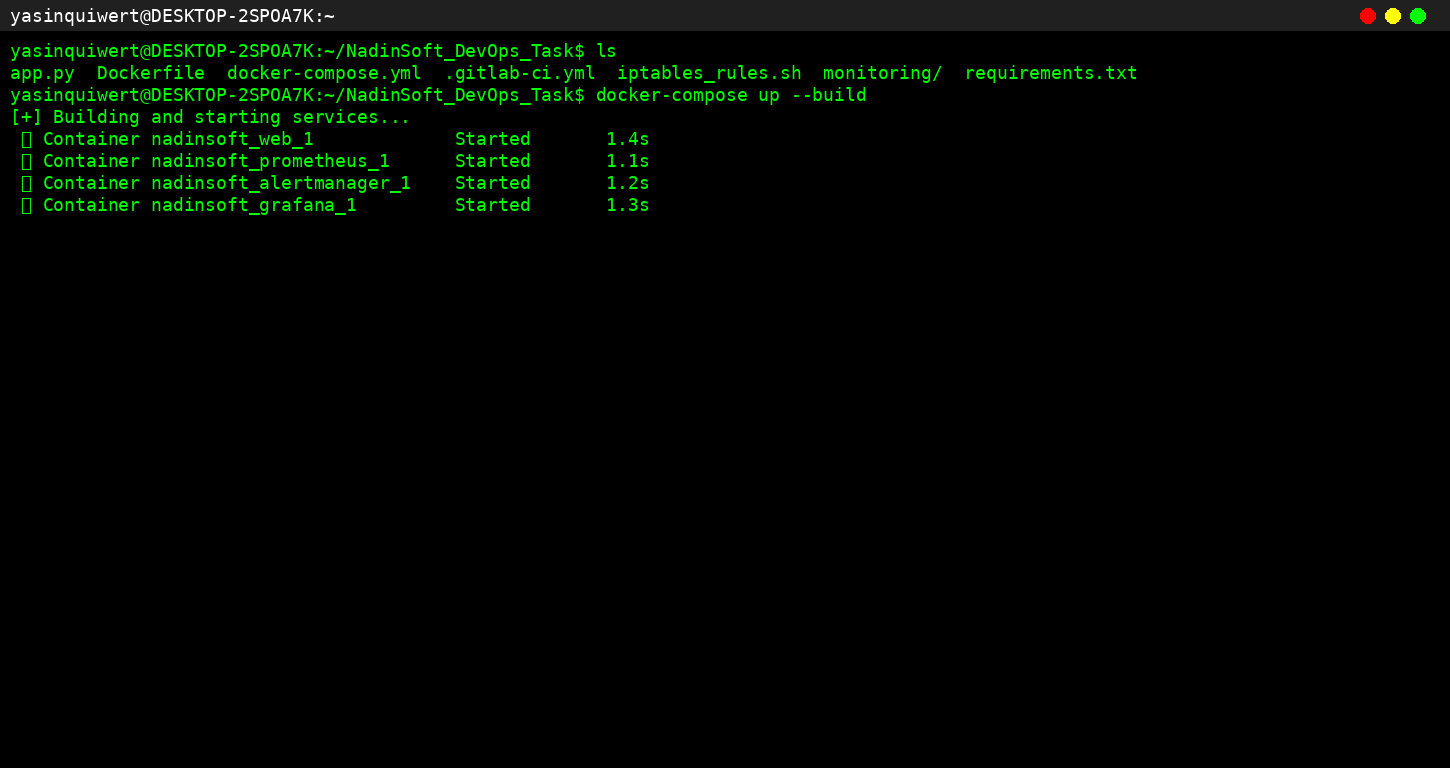 yasinquiwert@DESKTOP-2SPOA7K:~
yasinquiwert@DESKTOP-2SPOA7K:~/NadinSoft_DevOps_Task$ ls
app.py  Dockerfile  docker-compose.yml  .gitlab-ci.yml  iptables_rules.sh  monitoring/  requirements.txt
yasinquiwert@DESKTOP-2SPOA7K:~/NadinSoft_DevOps_Task$ docker-compose up --build
[+] Building and starting services...
 ▯ Container nadinsoft_web_1             Started       1.4s
 ▯ Container nadinsoft_prometheus_1      Started       1.1s
 ▯ Container nadinsoft_alertmanager_1    Started       1.2s
 ▯ Container nadinsoft_grafana_1         Started       1.3s